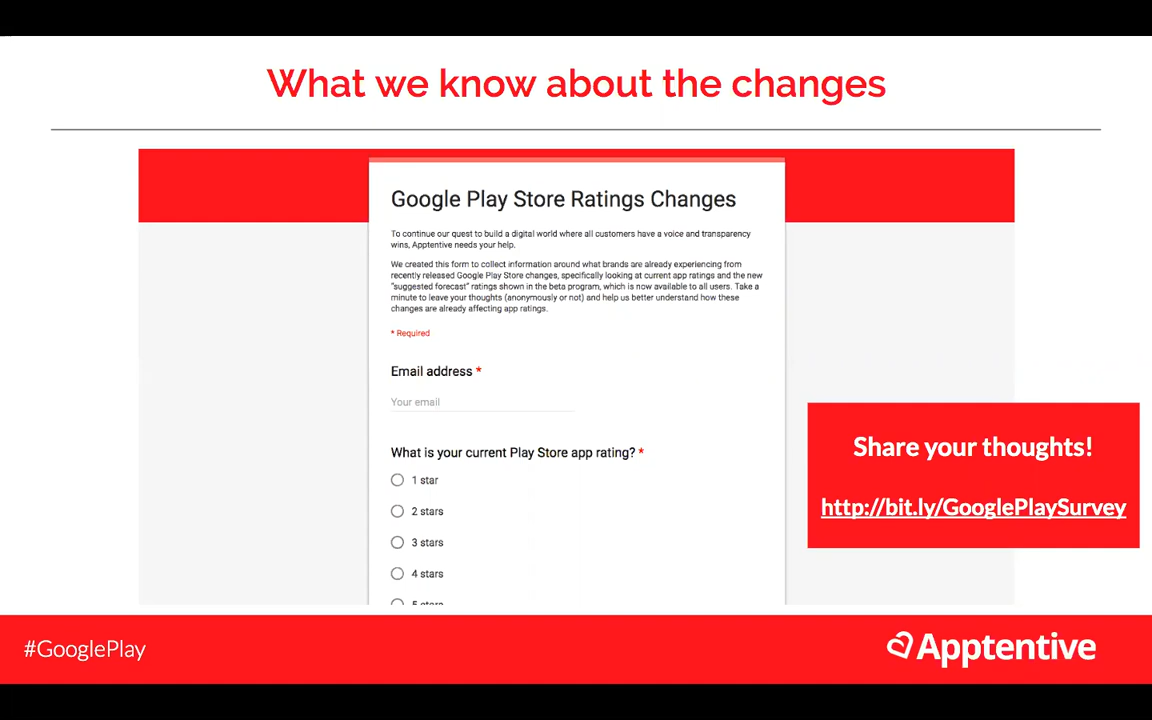 What we know about the changes
Google Play Store Ratings Changes
To continue our quest to build a digital world where all customers have a voice and transparency
wins, Apptentive needs your help.
We created this form to collect information around what brands are already experiencing from
recently released Google Play Store changes, specifically looking at current app ratings and the new
"suggested forecast" ratings shown in the beta program, which is now available to all users. Take a
minute to leave your thoughts (anonymously or not) and help us better understand how these
changes are already affecting app ratings.
* Required
Email address *
Your email
What is your current Play Store app rating? *
1 star
2 stars
3 stars
4 stars
5 stars
Share your thoughts!
http://bit.ly/GooglePlaySurvey
#GooglePlay
Apptentive